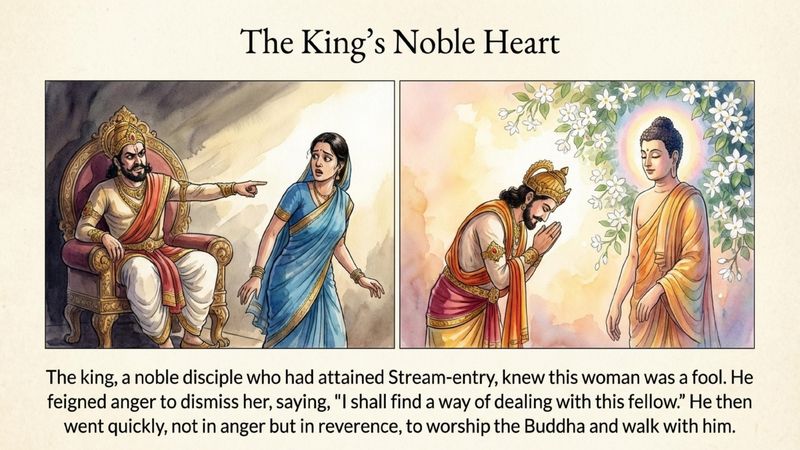 The King’s Noble Heart
The king, a noble disciple who had attained Stream-entry, knew this woman was a fool. He
feigned anger to dismiss her, saying, "I shall find a way of dealing with this fellow.” He then
went quickly, not in anger but in reverence, to worship the Buddha and walk with him.